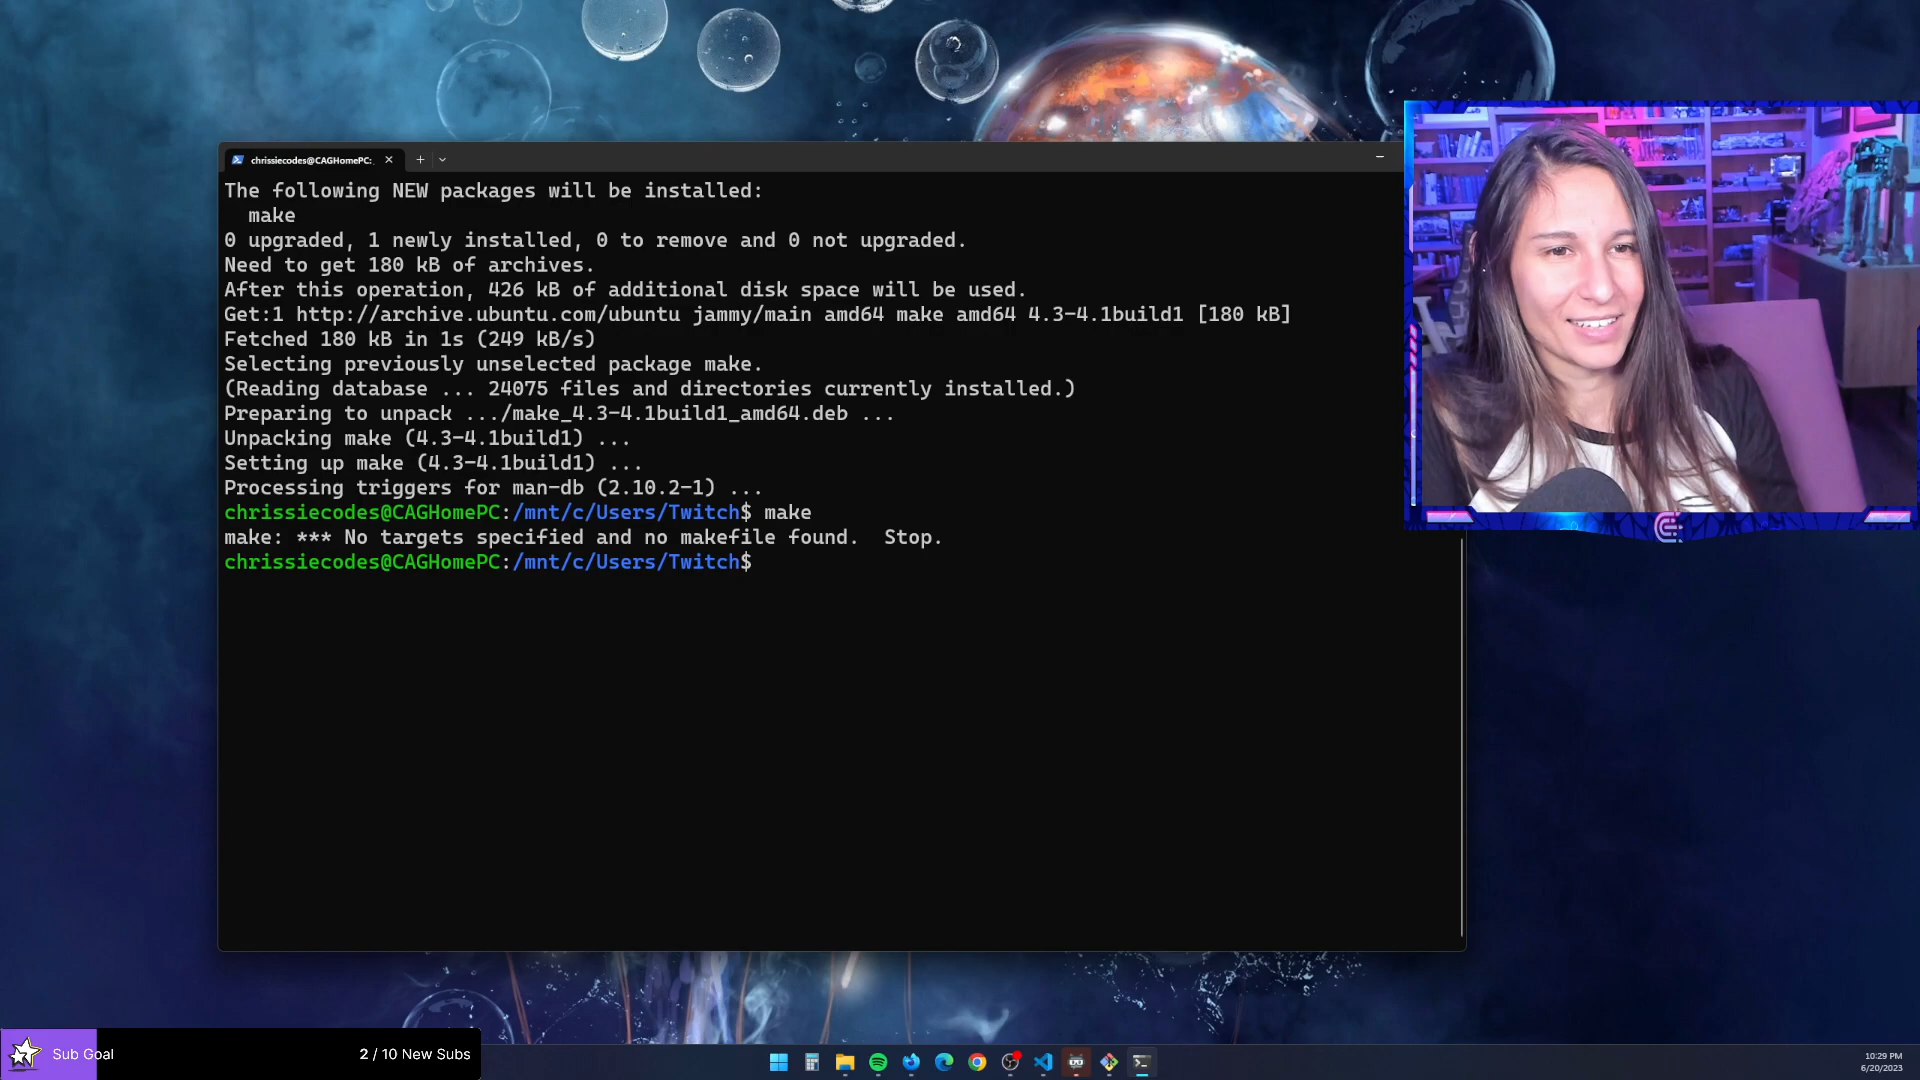 chrissiecodes@CAGHomePC:
The following NEW packages will be installed:
make
0 upgraded, 1 newly installed, 0 to remove and 0 not upgraded.
Need to get 180 kB of archives.
After this operation, 426 kB of additional disk space will be used.
Get:1 http://archive.ubuntu.com/ubuntu jammy/main amd64 make amd64 4.3-4.1build1 [180 kB]
Fetched 180 kB in 1s (249 kB/s)
Selecting previously unselected package make.
(Reading database ... 24075 files and directories currently installed.)
Preparing to unpack .../make_4.3-4.1build1_amd64.deb ...
Unpacking make (4.3-4.1build1) ...
Setting up make (4.3-4.1build1) ...
Processing triggers for man-db (2.10.2-1) ...
chrissiecodes@CAGHomePC:/mnt/c/Users/Twitch$ make
make: *** No targets specified and no makefile found.  Stop.
chrissiecodes@CAGHomePC:/mnt/c/Users/Twitch$
Sub Goal 2 / 10 New Subs
10:29 PM
6/20/2023